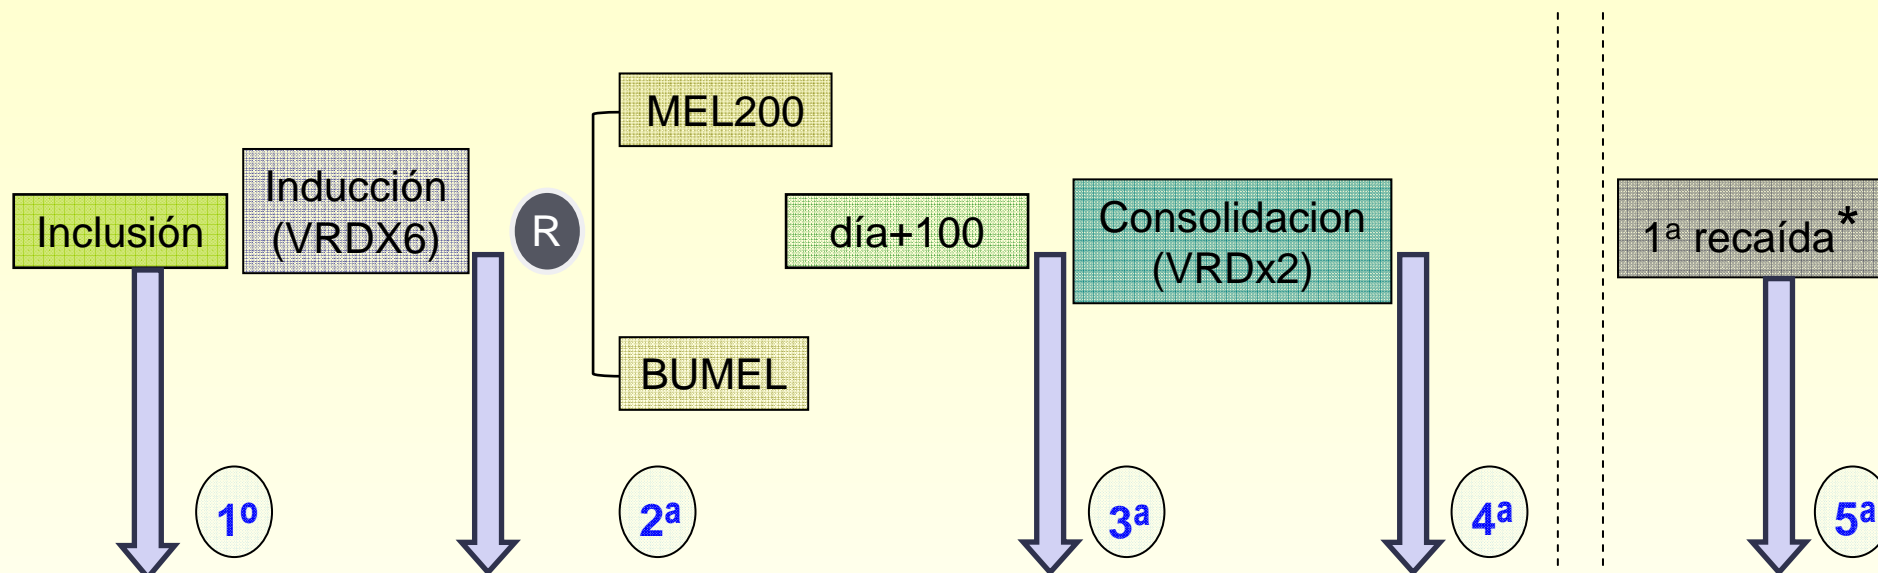 MEL200
Inclusión
Inducción
(VRDX6)
R
día+100
Consolidacion
(VRDx2)
1ª recaída*
BUMEL
1º
2ª
3ª
4ª
5ª